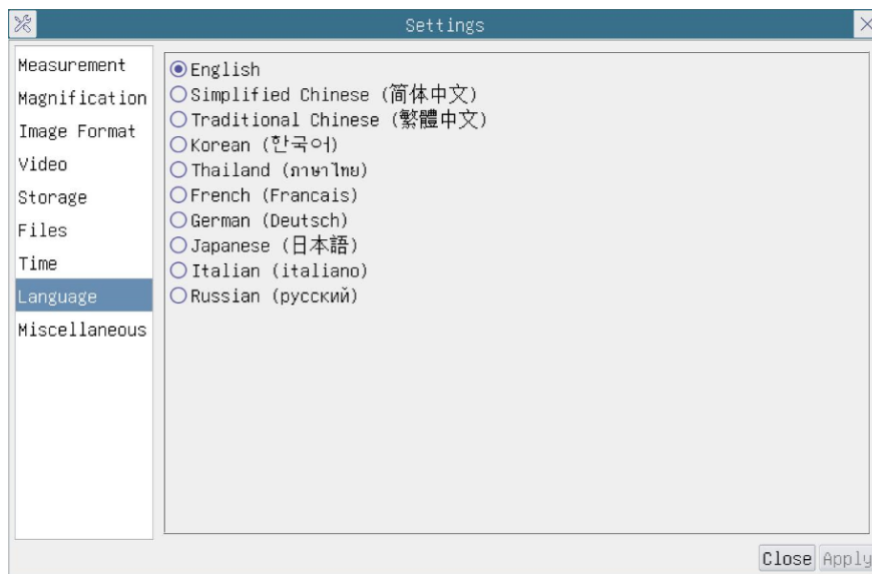 Settings
Measurement
Magnification
Image Format
Video
Storage
Files
Time
Language
Miscellaneous
English
Simplified Chinese (简体中文)
Traditional Chinese (繁體中文)
Korean (한국어)
Thailand (ภาษาไทย)
French (Francais)
German (Deutsch)
Japanese (日本語)
Italian (italiano)
Russian (русский)
Close Apply